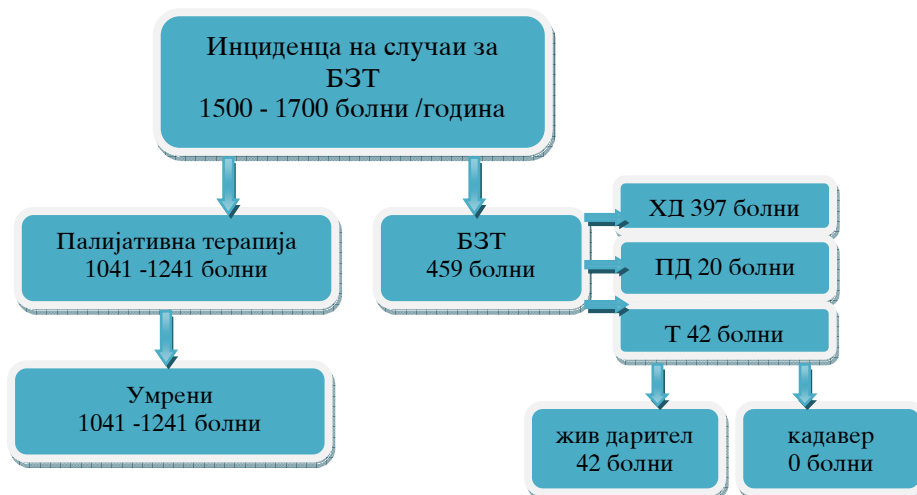 Инциденца на случаи за
БЗТ
1500 - 1700 болни /година
Палијативна терапија
1041 -1241 болни
БЗТ
459 болни
ХД 397 болни
ПД 20 болни
Т 42 болни
Умрени
1041 -1241 болни
жив дарител
42 болни
кадавер
0 болни